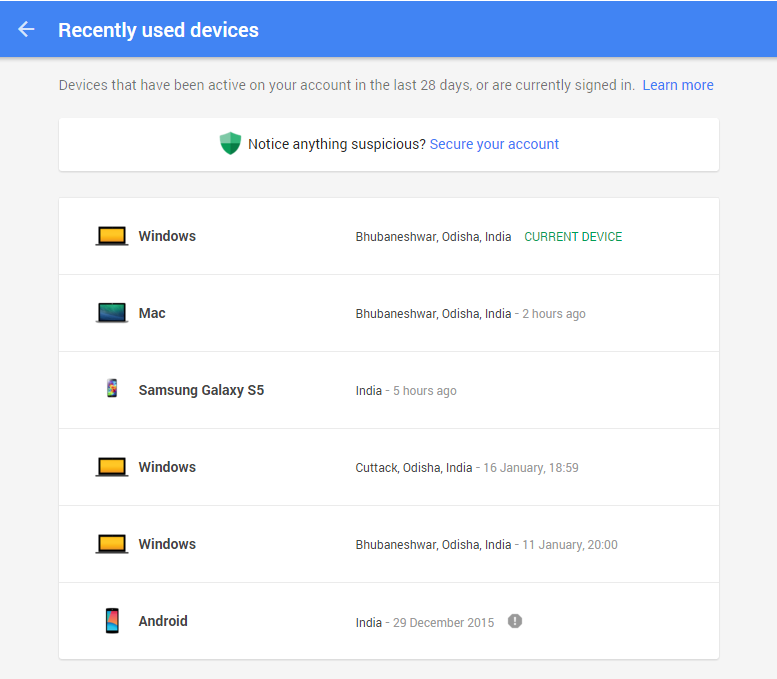 Recently used devices
Devices that have been active on your account in the last 28 days, or are currently signed in. Learn more
Notice anything suspicious? Secure your account
Windows Bhubaneshwar, Odisha, India CURRENT DEVICE
Mac Bhubaneshwar, Odisha, India - 2 hours ago
Samsung Galaxy S5 India - 5 hours ago
Windows Cuttack, Odisha, India - 16 January, 18:59
Windows Bhubaneshwar, Odisha, India - 11 January, 20:00
Android India - 29 December 2015